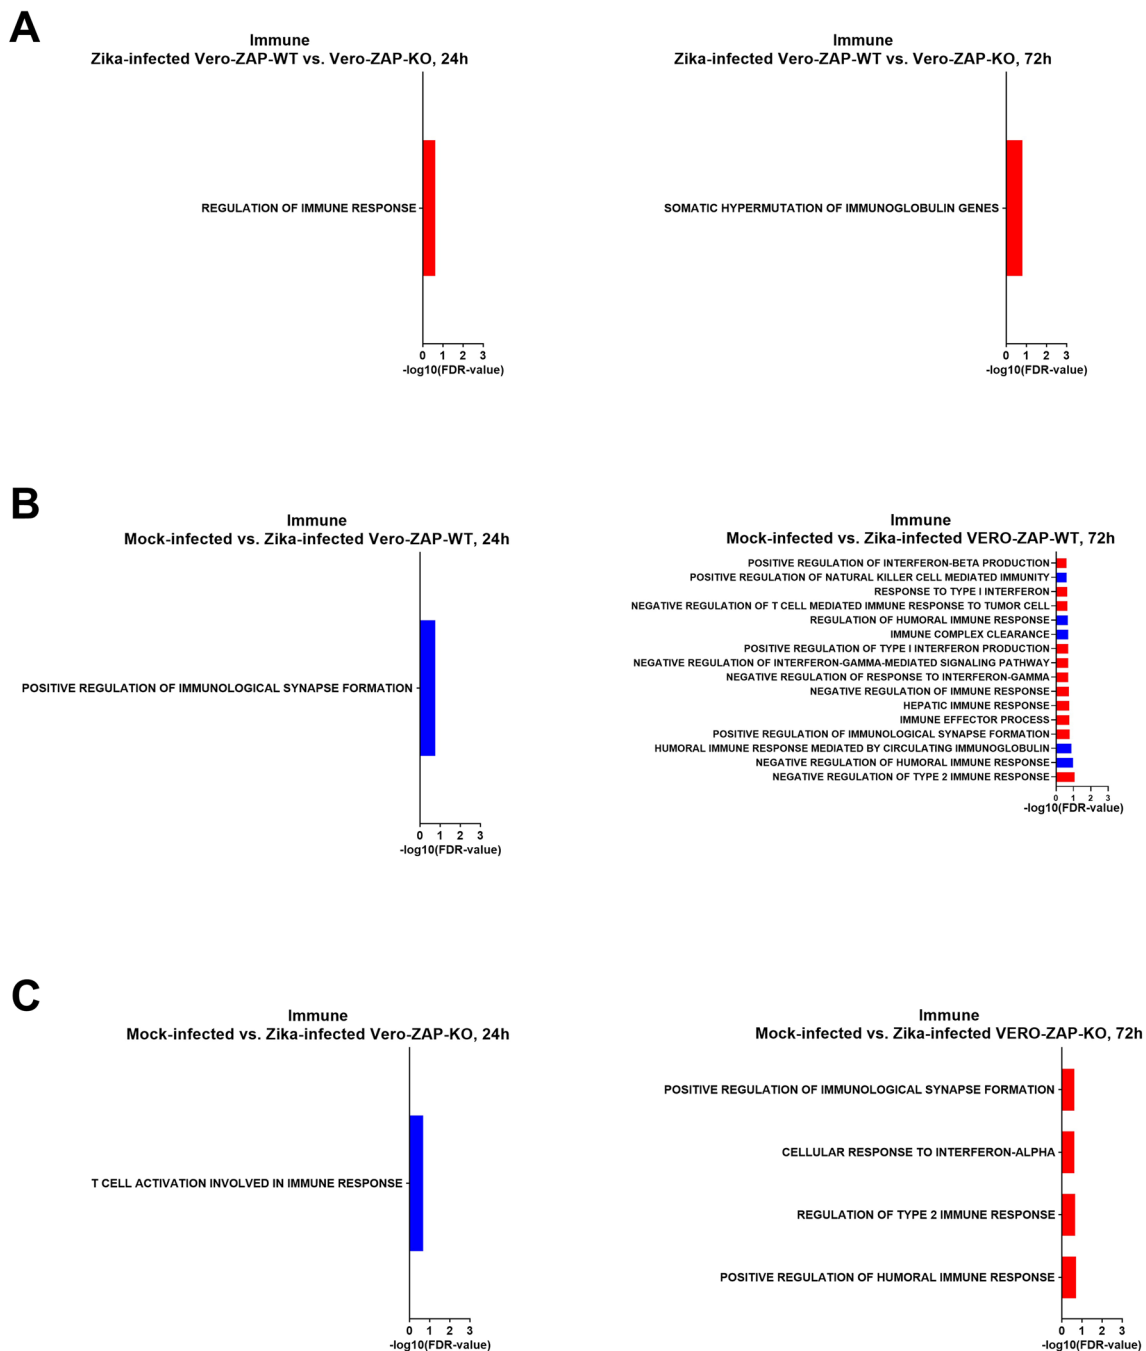 A
Immune
Zika-infected Vero-ZAP-WT vs. Vero-ZAP-KO, 24h
REGULATION OF IMMUNE RESPONSE
0 1 2 3
-log10(FDR-value)
Immune
Zika-infected Vero-ZAP-WT vs. Vero-ZAP-KO, 72h
SOMATIC HYPERMUTATION OF IMMUNOGLOBULIN GENES
0 1 2 3
-log10(FDR-value)
B
Immune
Mock-infected vs. Zika-infected Vero-ZAP-WT, 24h
POSITIVE REGULATION OF IMMUNOLOGICAL SYNAPSE FORMATION
0 1 2 3
-log10(FDR-value)
Immune
Mock-infected vs. Zika-infected VERO-ZAP-WT, 72h
POSITIVE REGULATION OF INTERFERON-BETA PRODUCTION
POSITIVE REGULATION OF NATURAL KILLER CELL MEDIATED IMMUNITY
RESPONSE TO TYPE I INTERFERON
NEGATIVE REGULATION OF T CELL MEDIATED IMMUNE RESPONSE TO TUMOR CELL
REGULATION OF HUMORAL IMMUNE RESPONSE
IMMUNE COMPLEX CLEARANCE
POSITIVE REGULATION OF TYPE I INTERFERON PRODUCTION
NEGATIVE REGULATION OF INTERFERON-GAMMA-MEDIATED SIGNALING PATHWAY
NEGATIVE REGULATION OF RESPONSE TO INTERFERON-GAMMA
NEGATIVE REGULATION OF IMMUNE RESPONSE
HEPATIC IMMUNE RESPONSE
IMMUNE EFFECTOR PROCESS
POSITIVE REGULATION OF IMMUNOLOGICAL SYNAPSE FORMATION
HUMORAL IMMUNE RESPONSE MEDIATED BY CIRCULATING IMMUNOGLOBULIN
NEGATIVE REGULATION OF HUMORAL IMMUNE RESPONSE
NEGATIVE REGULATION OF TYPE 2 IMMUNE RESPONSE
0 1 2 3
-log10(FDR-value)
C
Immune
Mock-infected vs. Zika-infected Vero-ZAP-KO, 24h
T CELL ACTIVATION INVOLVED IN IMMUNE RESPONSE
0 1 2 3
-log10(FDR-value)
Immune
Mock-infected vs. Zika-infected VERO-ZAP-KO, 72h
POSITIVE REGULATION OF IMMUNOLOGICAL SYNAPSE FORMATION
CELLULAR RESPONSE TO INTERFERON-ALPHA
REGULATION OF TYPE 2 IMMUNE RESPONSE
POSITIVE REGULATION OF HUMORAL IMMUNE RESPONSE
0 1 2 3
-log10(FDR-value)